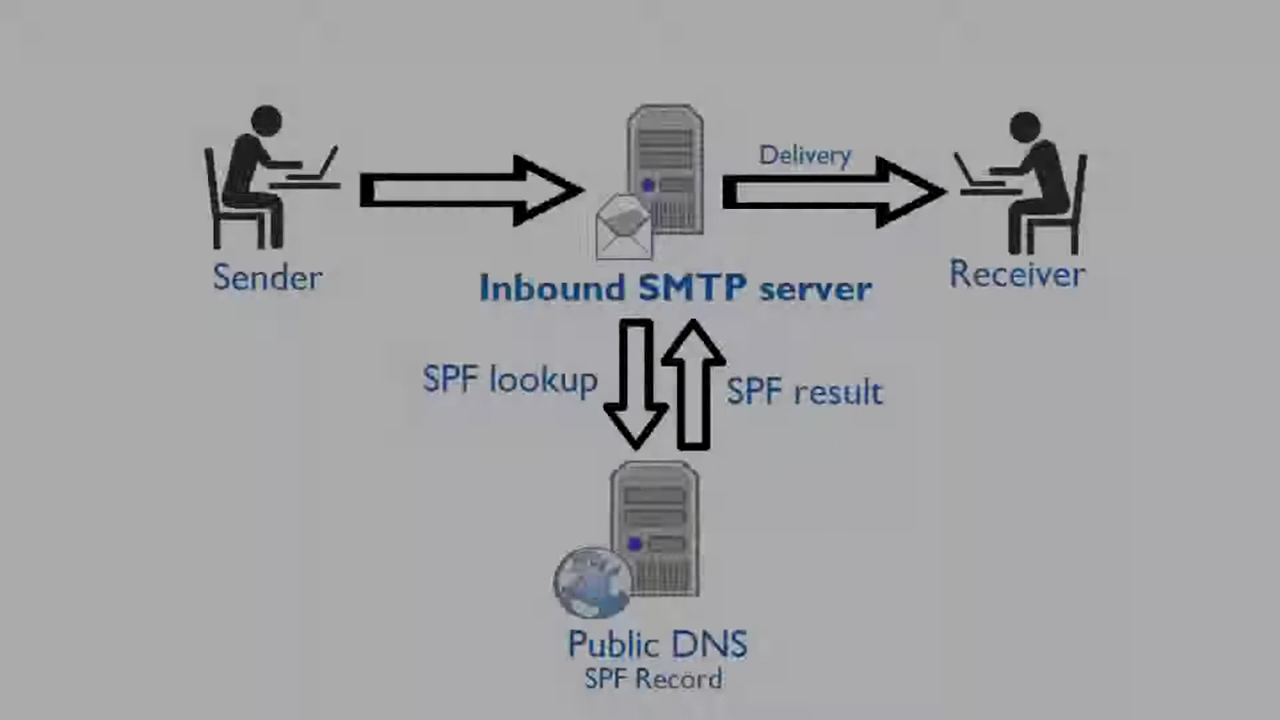 Delivery
Sender
Inbound SMTP server
Receiver
SPF lookup
SPF result
Public DNS
SPF Record